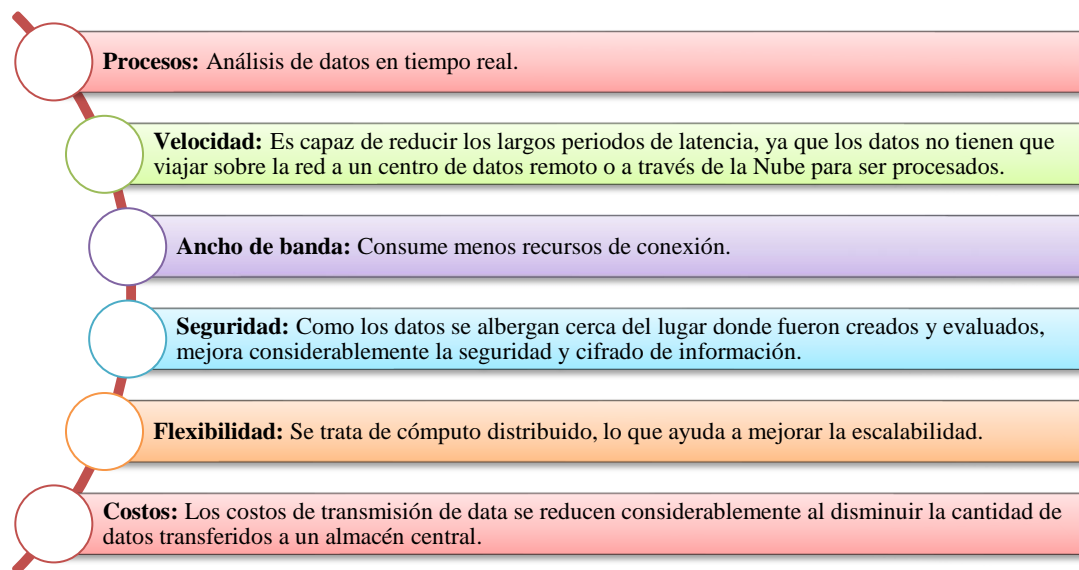 Procesos: Análisis de datos en tiempo real.
Velocidad: Es capaz de reducir los largos periodos de latencia, ya que los datos no tienen que
viajar sobre la red a un centro de datos remoto o a través de la Nube para ser procesados.
Ancho de banda: Consume menos recursos de conexión.
Seguridad: Como los datos se albergan cerca del lugar donde fueron creados y evaluados,
mejora considerablemente la seguridad y cifrado de información.
Flexibilidad: Se trata de cómputo distribuido, lo que ayuda a mejorar la escalabilidad.
Costos: Los costos de transmisión de data se reducen considerablemente al disminuir la cantidad de
datos transferidos a un almacén central.